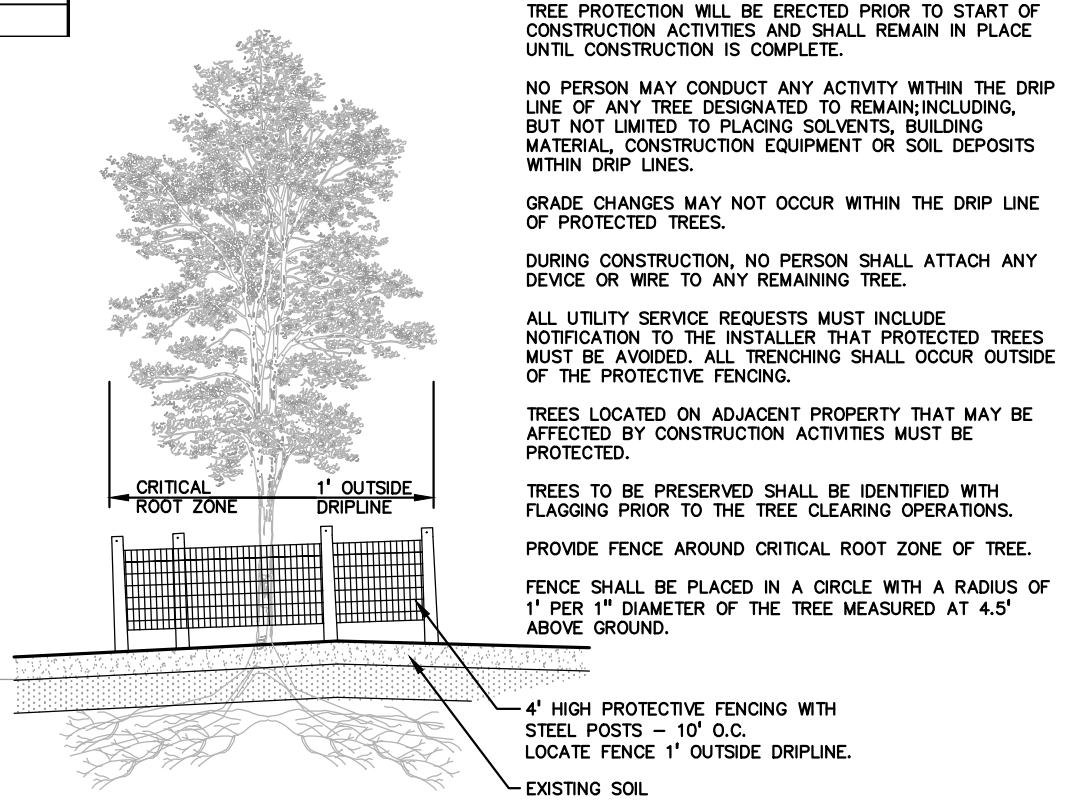 TREE PROTECTION WILL BE ERECTED PRIOR TO START OF
CONSTRUCTION ACTIVITIES AND SHALL REMAIN IN PLACE
UNTIL CONSTRUCTION IS COMPLETE.
NO PERSON MAY CONDUCT ANY ACTIVITY WITHIN THE DRIP
LINE OF ANY TREE DESIGNATED TO REMAIN;INCLUDING,
BUT NOT LIMITED TO PLACING SOLVENTS, BUILDING
MATERIAL, CONSTRUCTION EQUIPMENT OR SOIL DEPOSITS
WITHIN DRIP LINES.
GRADE CHANGES MAY NOT OCCUR WITHIN THE DRIP LINE
OF PROTECTED TREES.
DURING CONSTRUCTION, NO PERSON SHALL ATTACH ANY
DEVICE OR WIRE TO ANY REMAINING TREE.
ALL UTILITY SERVICE REQUESTS MUST INCLUDE
NOTIFICATION TO THE INSTALLER THAT PROTECTED TREES
MUST BE AVOIDED. ALL TRENCHING SHALL OCCUR OUTSIDE
OF THE PROTECTIVE FENCING.
TREES LOCATED ON ADJACENT PROPERTY THAT MAY BE
AFFECTED BY CONSTRUCTION ACTIVITIES MUST BE
PROTECTED.
TREES TO BE PRESERVED SHALL BE IDENTIFIED WITH
FLAGGING PRIOR TO THE TREE CLEARING OPERATIONS.
PROVIDE FENCE AROUND CRITICAL ROOT ZONE OF TREE.
FENCE SHALL BE PLACED IN A CIRCLE WITH A RADIUS OF
1' PER 1" DIAMETER OF THE TREE MEASURED AT 4.5'
ABOVE GROUND.
CRITICAL
ROOT ZONE
1' OUTSIDE
DRIPLINE
4' HIGH PROTECTIVE FENCING WITH
STEEL POSTS – 10' O.C.
LOCATE FENCE 1' OUTSIDE DRIPLINE.
EXISTING SOIL